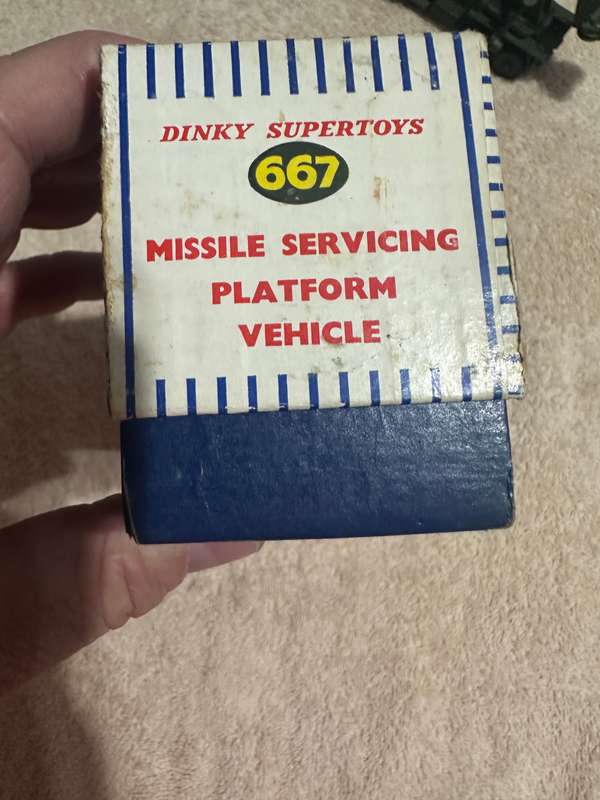 DINKY SUPERTOYS
667
MISSILE SERVICING
PLATFORM
VEHICLE